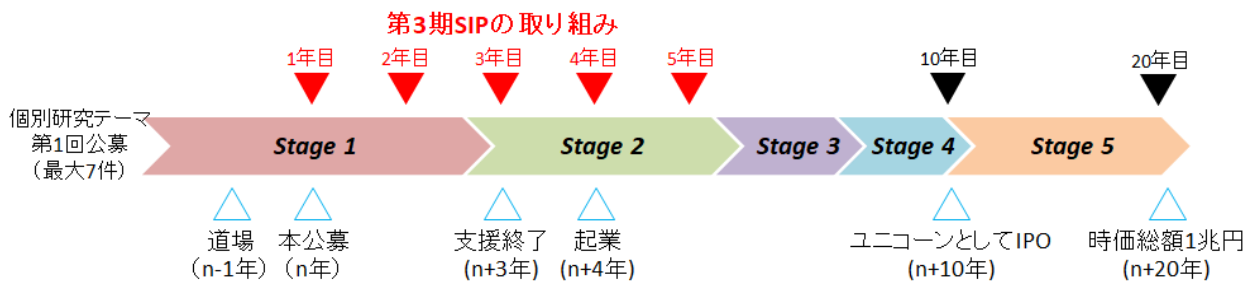 第3期SIPの取り組み
1年目
2年目
3年目
4年目
5年目
10年目
20年目
個別研究テーマ
第1回公募
（最大7件）
Stage 1
Stage 2
Stage 3
Stage 4
Stage 5
道場
（n-1年）
本公募
（n年）
支援終了
(n+3年)
起業
(n+4年)
ユニコーンとしてIPO
(n+10年)
時価総額1兆円
(n+20年)